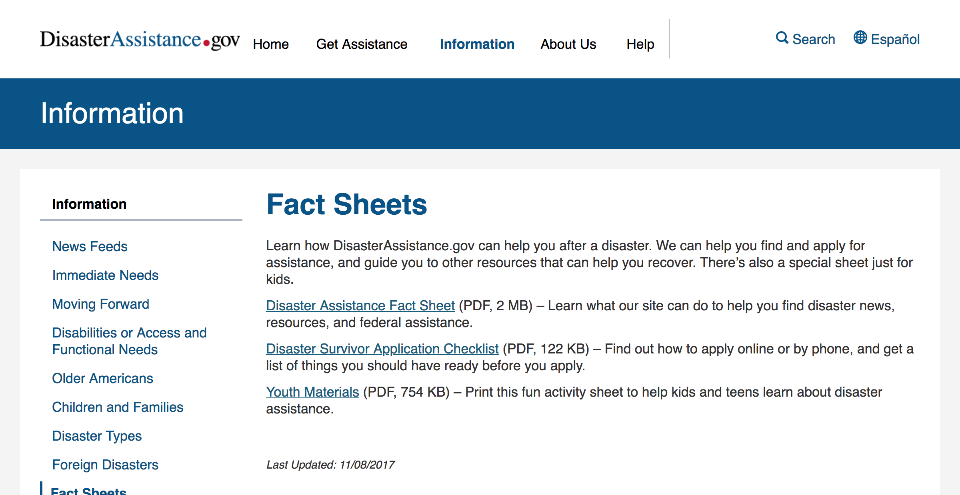 DisasterAssistance.gov
Home Get Assistance Information About Us Help
Search Español
Information
Information
News Feeds
Immediate Needs
Moving Forward
Disabilities or Access and
Functional Needs
Older Americans
Children and Families
Disaster Types
Foreign Disasters
Fact Sheets
Fact Sheets
Learn how DisasterAssistance.gov can help you after a disaster. We can help you find and apply for
assistance, and guide you to other resources that can help you recover. There's also a special sheet just for
kids.
Disaster Assistance Fact Sheet (PDF, 2 MB) – Learn what our site can do to help you find disaster news,
resources, and federal assistance.
Disaster Survivor Application Checklist (PDF, 122 KB) – Find out how to apply online or by phone, and get a
list of things you should have ready before you apply.
Youth Materials (PDF, 754 KB) – Print this fun activity sheet to help kids and teens learn about disaster
assistance.
Last Updated: 11/08/2017